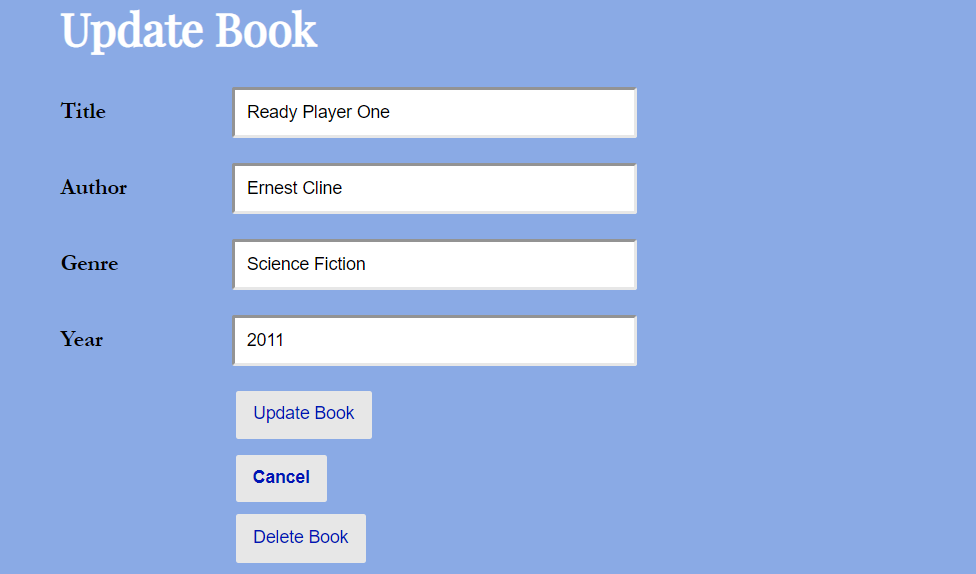 Update Book
Title
Ready Player One
Author
Ernest Cline
Genre
Science Fiction
Year
2011
Update Book
Cancel
Delete Book